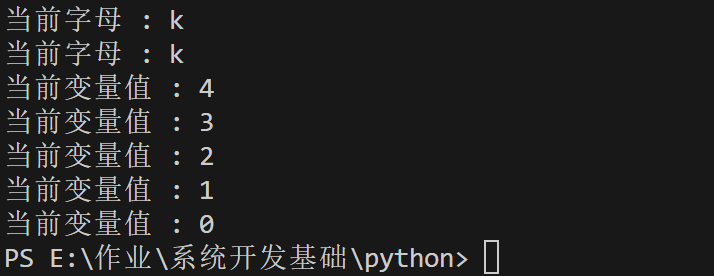 当前字母 : k
当前字母 : k
当前变量值 : 4
当前变量值 : 3
当前变量值 : 2
当前变量值 : 1
当前变量值 : 0
PS E:\作业\系统开发基础\python>